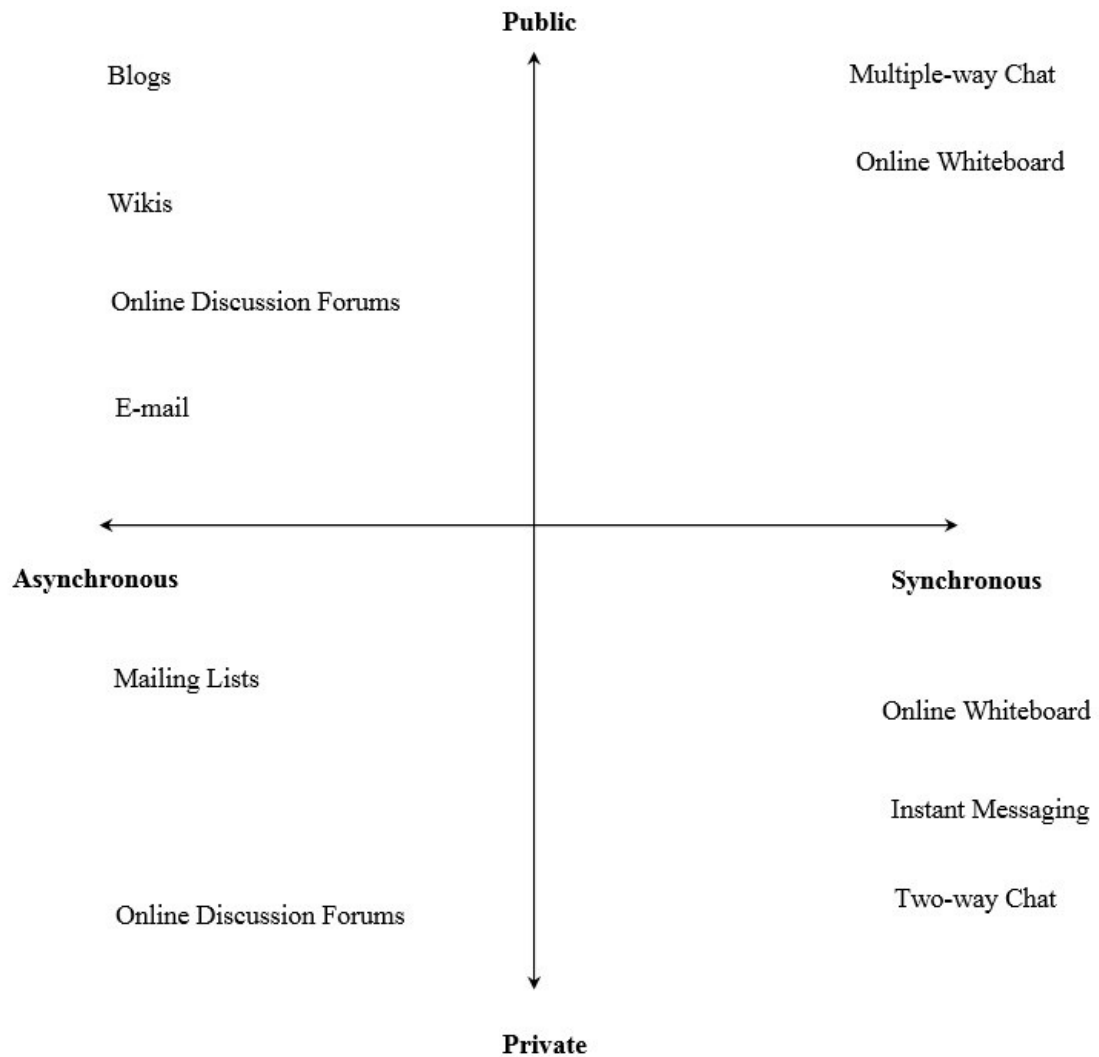 Public
Blogs
Multiple-way Chat
Online Whiteboard
Wikis
Online Discussion Forums
E-mail
Asynchronous
Synchronous
Mailing Lists
Online Whiteboard
Instant Messaging
Two-way Chat
Online Discussion Forums
Private